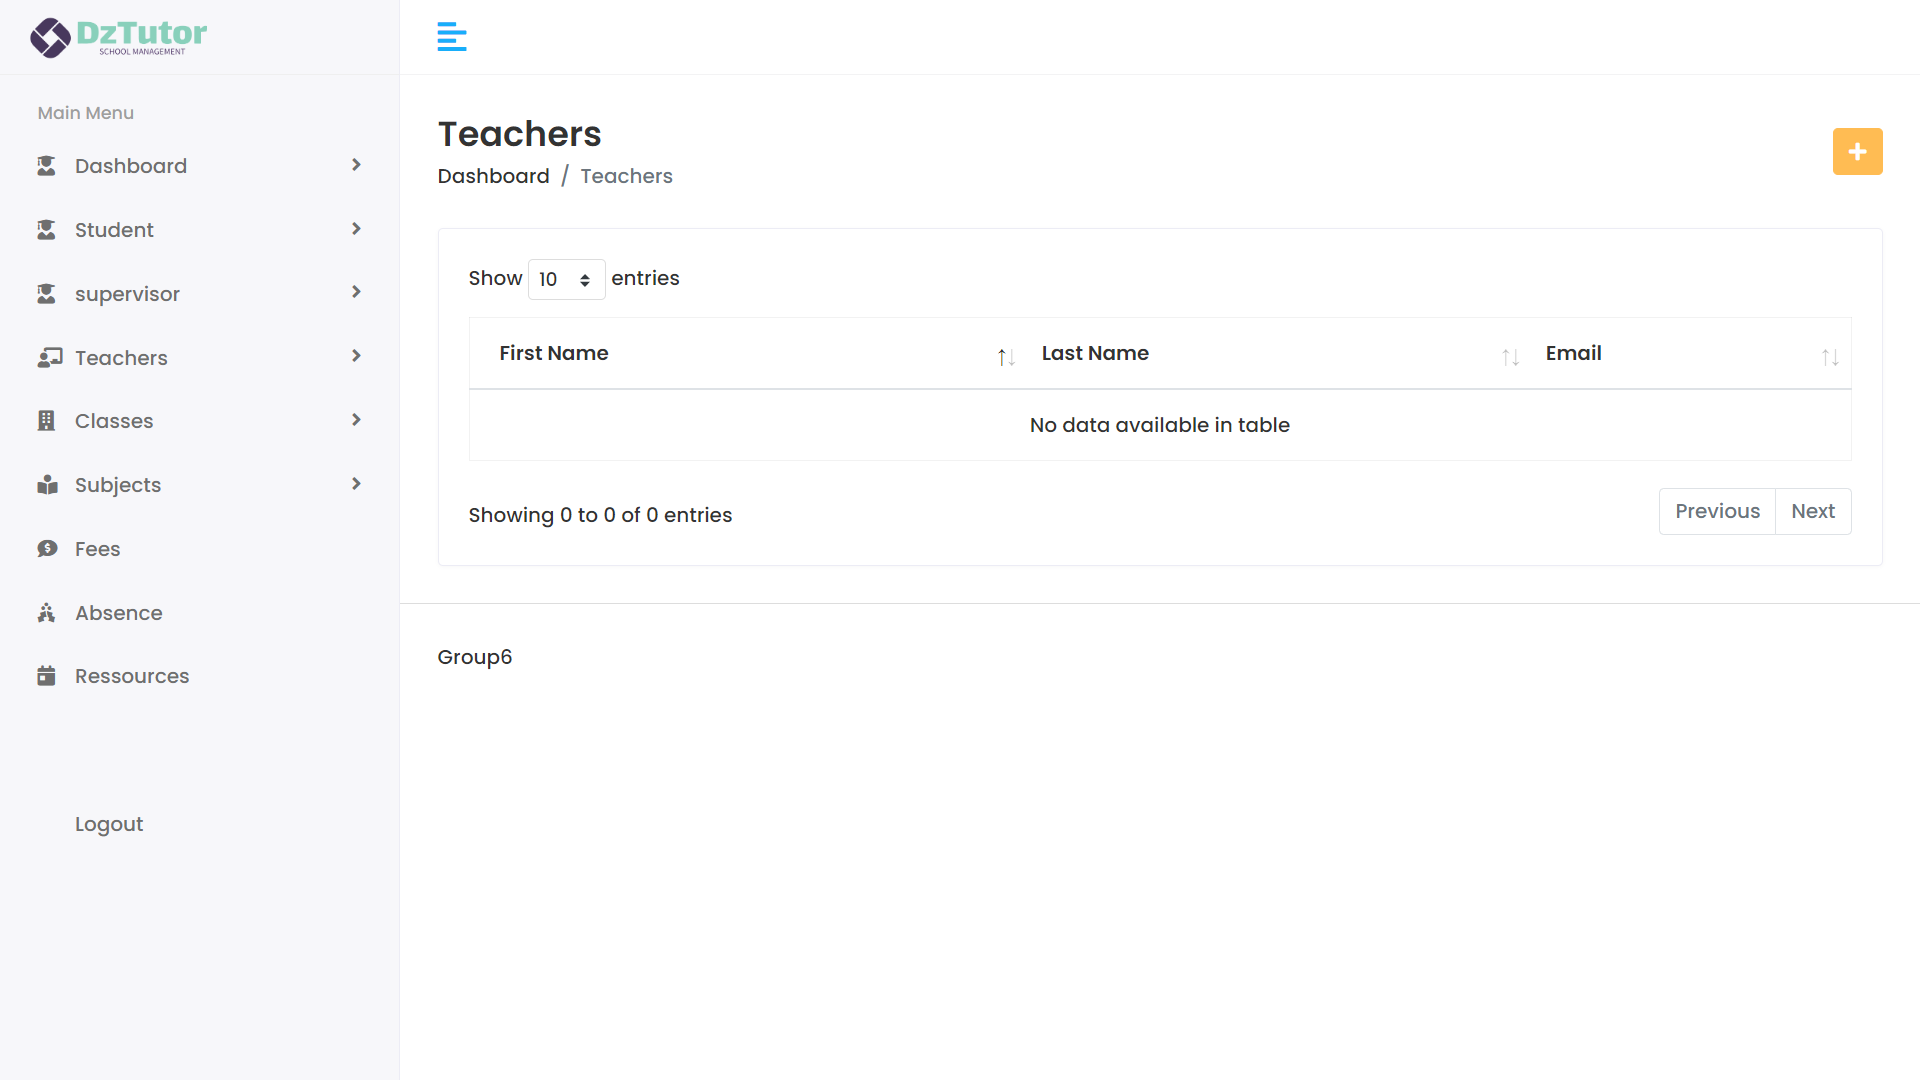 DzTutor
SCHOOL MANAGEMENT
Main Menu
Dashboard
Student
supervisor
Teachers
Classes
Subjects
Fees
Absence
Ressources
Logout
Teachers
Dashboard / Teachers
Show 10 entries
First Name Last Name Email
No data available in table
Showing 0 to 0 of 0 entries
Previous Next
Group6